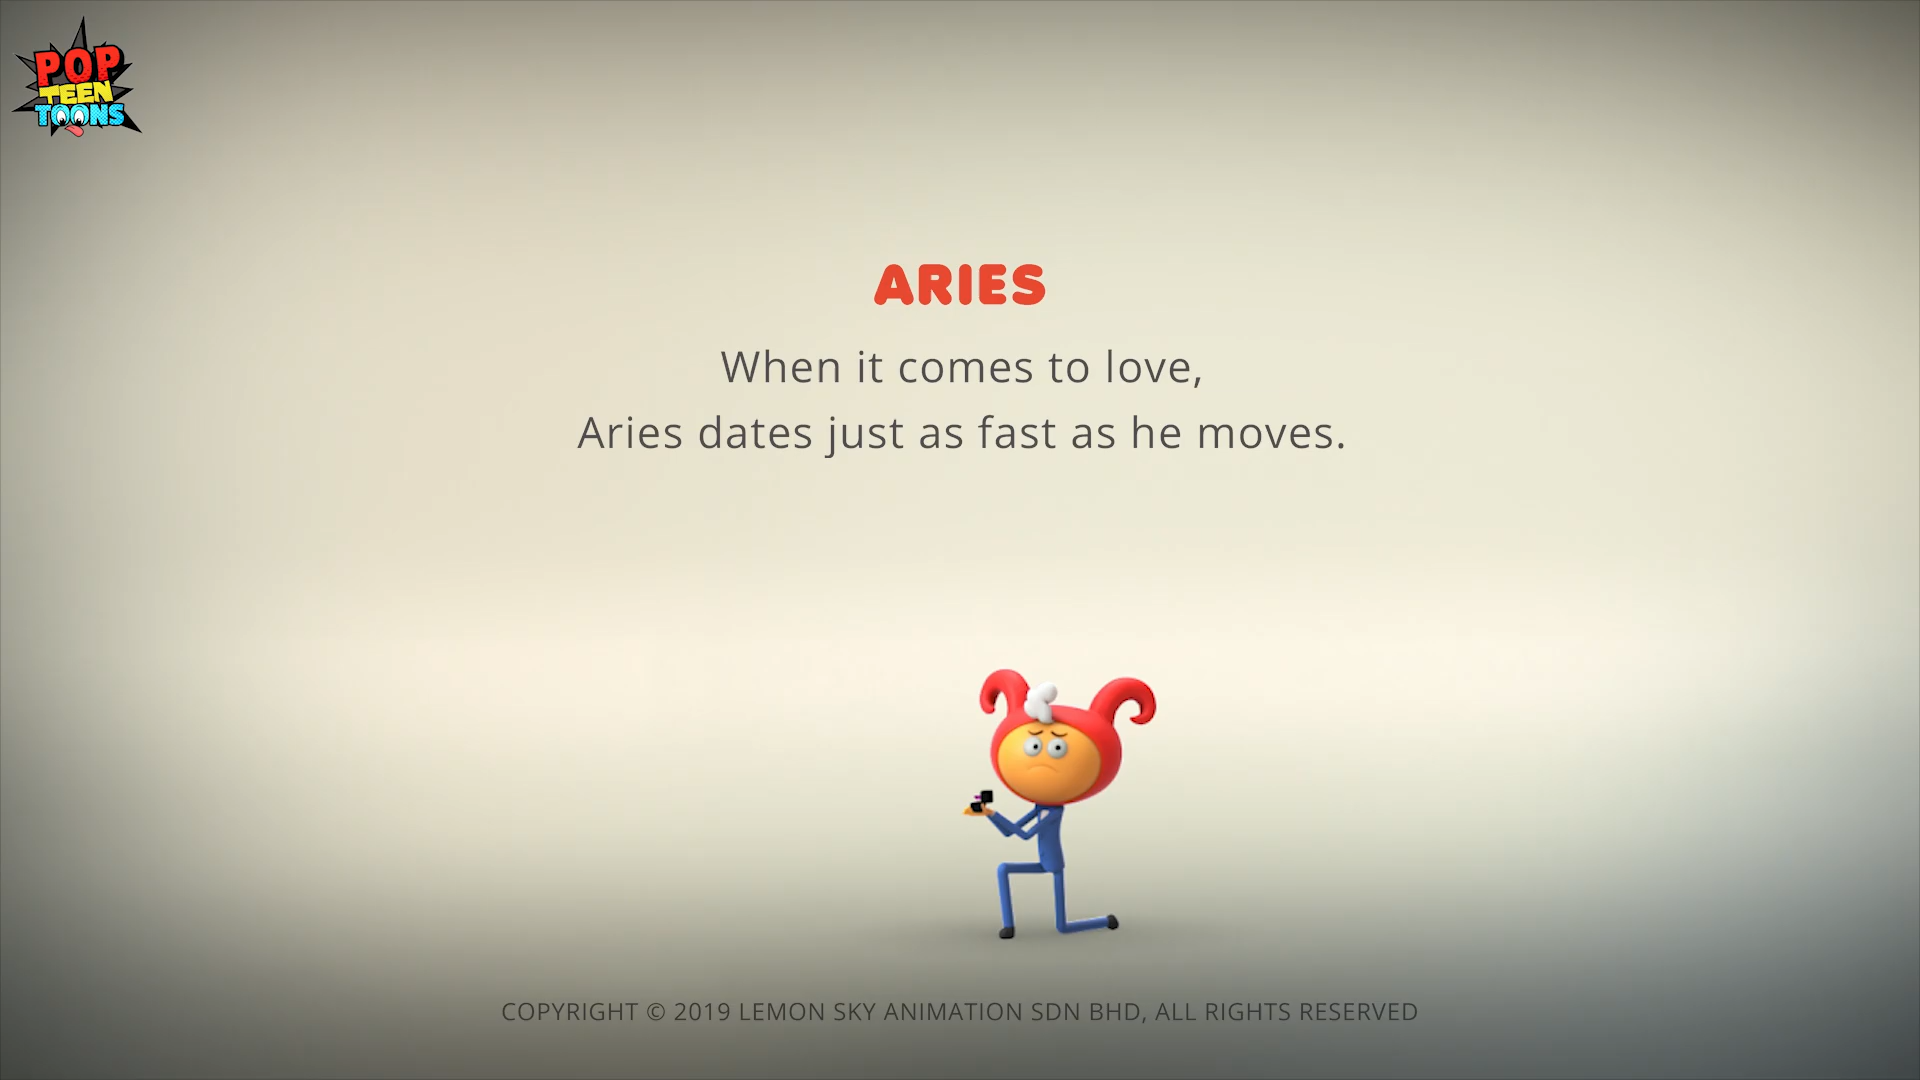 POP
TEEN
TOONS
ARIES
When it comes to love,
Aries dates just as fast as he moves.
COPYRIGHT © 2019 LEMON SKY ANIMATION SDN BHD, ALL RIGHTS RESERVED